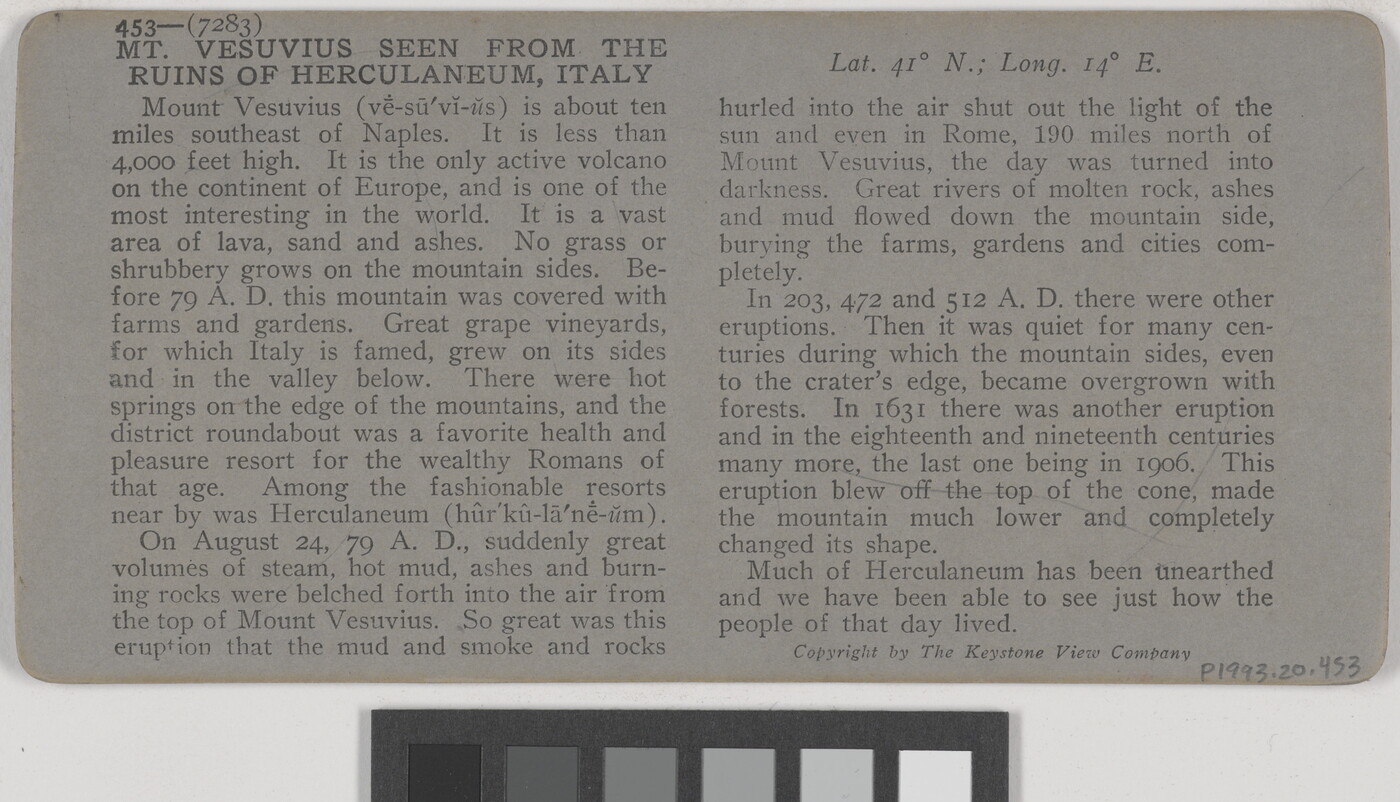 453—(7283)
MT. VESUVIUS SEEN FROM THE
RUINS OF HERCULANEUM, ITALY
Mount Vesuvius (vē̇-sū′vĭ-ŭs) is about ten
miles southeast of Naples. It is less than
4,000 feet high. It is the only active volcano
on the continent of Europe, and is one of the
most interesting in the world. It is a vast
area of lava, sand and ashes. No grass or
shrubbery grows on the mountain sides. Be-
fore 79 A. D. this mountain was covered with
farms and gardens. Great grape vineyards,
for which Italy is famed, grew on its sides
and in the valley below. There were hot
springs on the edge of the mountains, and the
district roundabout was a favorite health and
pleasure resort for the wealthy Romans of
that age. Among the fashionable resorts
near by was Herculaneum (hûr′kû-lā′nē̇-ŭm).
On August 24, 79 A. D., suddenly great
volumes of steam, hot mud, ashes and burn-
ing rocks were belched forth into the air from
the top of Mount Vesuvius. So great was this
eruption that the mud and smoke and rocks
Lat. 41° N.; Long. 14° E.
hurled into the air shut out the light of the
sun and even in Rome, 190 miles north of
Mount Vesuvius, the day was turned into
darkness. Great rivers of molten rock, ashes
and mud flowed down the mountain side,
burying the farms, gardens and cities com-
pletely.
In 203, 472 and 512 A. D. there were other
eruptions. Then it was quiet for many cen-
turies during which the mountain sides, even
to the crater's edge, became overgrown with
forests. In 1631 there was another eruption
and in the eighteenth and nineteenth centuries
many more, the last one being in 1906. This
eruption blew off the top of the cone, made
the mountain much lower and completely
changed its shape.
Much of Herculaneum has been unearthed
and we have been able to see just how the
people of that day lived.
Copyright by The Keystone View Company
P1993.20.453